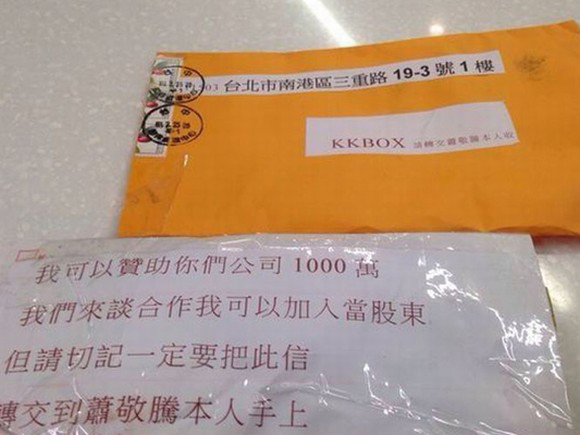 03 台北市南港區三重路 19-3 號 1 樓
KKBOX 請轉交蕭敬騰本人收
我可以贊助你們公司 1000 萬
我們來談合作我可以加入當股東
但請切記一定要把此信
轉交到蕭敬騰本人手上